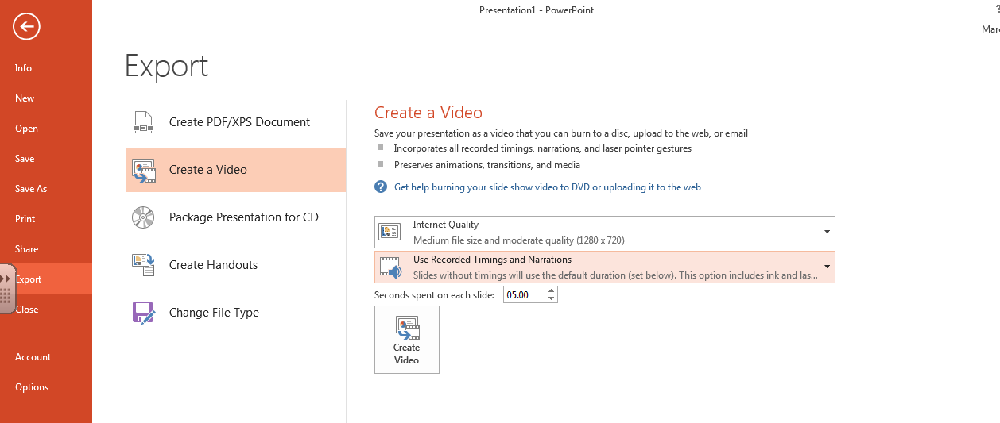 Presentation1 - PowerPoint
?
Info
New
Open
Save
Save As
Print
Share
Export
Close
Account
Options
Export
Create PDF/XPS Document
Create a Video
Package Presentation for CD
Create Handouts
Change File Type
Create a Video
Save your presentation as a video that you can burn to a disc, upload to the web, or email
Incorporates all recorded timings, narrations, and laser pointer gestures
Preserves animations, transitions, and media
? Get help burning your slide show video to DVD or uploading it to the web
Internet Quality
Medium file size and moderate quality (1280 x 720)
Use Recorded Timings and Narrations
Slides without timings will use the default duration (set below). This option includes ink and las...
Seconds spent on each slide: 05.00
Create
Video